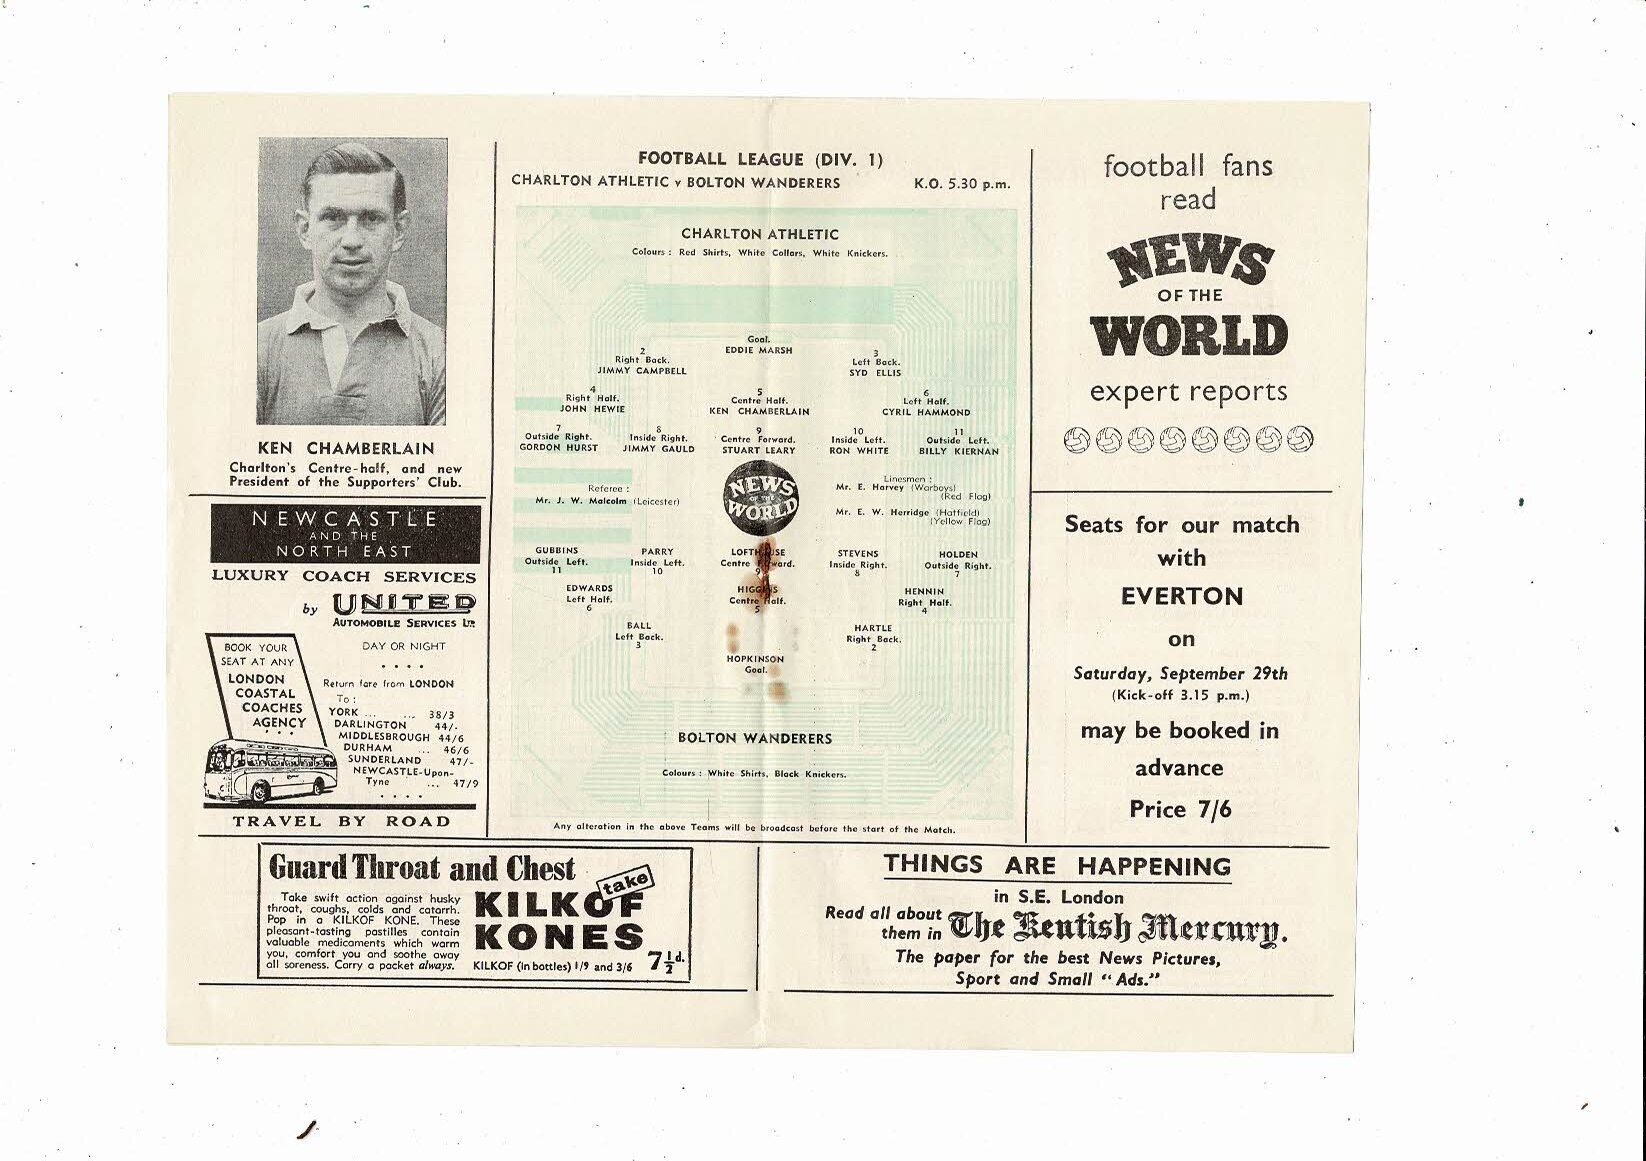 KEN CHAMBERLAIN
Charlton's Centre-half, and new
President of the Supporters' Club.
NEWCASTLE
AND THE
NORTH EAST
LUXURY COACH SERVICES
by UNITED
AUTOMOBILE SERVICES LTD.
BOOK YOUR
SEAT AT ANY
LONDON
COASTAL
COACHES
AGENCY
DAY OR NIGHT
Return fare from LONDON
To :
YORK ... ... 38/3
DARLINGTON 44/-
MIDDLESBROUGH 44/6
DURHAM ... 46/6
SUNDERLAND 47/-
NEWCASTLE-Upon-
Tyne ... 47/9
TRAVEL BY ROAD
FOOTBALL LEAGUE (DIV. 1)
CHARLTON ATHLETIC v BOLTON WANDERERS K.O. 5.30 p.m.
CHARLTON ATHLETIC
Colours : Red Shirts, White Collars, White Knickers.
Goal.
EDDIE MARSH
2
Right Back.
JIMMY CAMPBELL
3
Left Back.
SYD ELLIS
4
Right Half.
JOHN HEWIE
5
Centre Half.
KEN CHAMBERLAIN
6
Left Half.
CYRIL HAMMOND
7
Outside Right.
GORDON HURST
8
Inside Right.
JIMMY GAULD
9
Centre Forward.
STUART LEARY
10
Inside Left.
RON WHITE
11
Outside Left.
BILLY KIERNAN
Referee :
Mr. J. W. Malcolm (Leicester)
NEWS
OF THE
WORLD
Linesmen :
Mr. E. Harvey (Warboys)
(Red Flag)
Mr. E. W. Herridge (Hatfield)
(Yellow Flag)
GUBBINS
Outside Left.
11
PARRY
Inside Left.
10
LOFTHOUSE
Centre Forward.
9
STEVENS
Inside Right.
8
HOLDEN
Outside Right.
7
EDWARDS
Left Half.
6
HIGGINS
Centre Half.
5
HENNIN
Right Half.
4
BALL
Left Back.
3
HARTLE
Right Back.
2
HOPKINSON
Goal.
BOLTON WANDERERS
Colours : White Shirts, Black Knickers.
Any alteration in the above Teams will be broadcast before the start of the Match.
football fans
read
NEWS
OF THE
WORLD
expert reports
Seats for our match
with
EVERTON
on
Saturday, September 29th
(Kick-off 3.15 p.m.)
may be booked in
advance
Price 7/6
Guard Throat and Chest
Take swift action against husky
throat, coughs, colds and catarrh.
Pop in a KILKOF KONE. These
pleasant-tasting pastilles contain
valuable medicaments which warm
you, comfort you and soothe away
all soreness. Carry a packet always.
take
KILKOF
KONES
KILKOF (in bottles) 1/9 and 3/6 7½d.
THINGS ARE HAPPENING
in S.E. London
Read all about
them in The Kentish Mercury.
The paper for the best News Pictures,
Sport and Small "Ads."